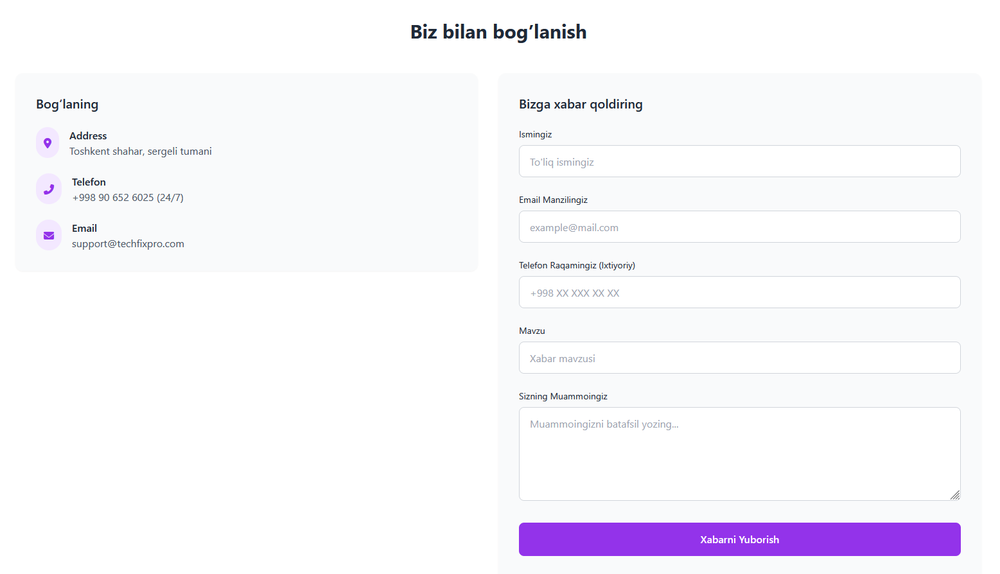 Biz bilan bog’lanish
Bog‘laning
Address
Toshkent shahar, sergeli tumani
Telefon
+998 90 652 6025 (24/7)
Email
support@techfixpro.com
Bizga xabar qoldiring
Ismingiz
To'liq ismingiz
Email Manzilingiz
example@mail.com
Telefon Raqamingiz (Ixtiyoriy)
+998 XX XXX XX XX
Mavzu
Xabar mavzusi
Sizning Muammoingiz
Muammoingizni batafsil yozing...
Xabarni Yuborish